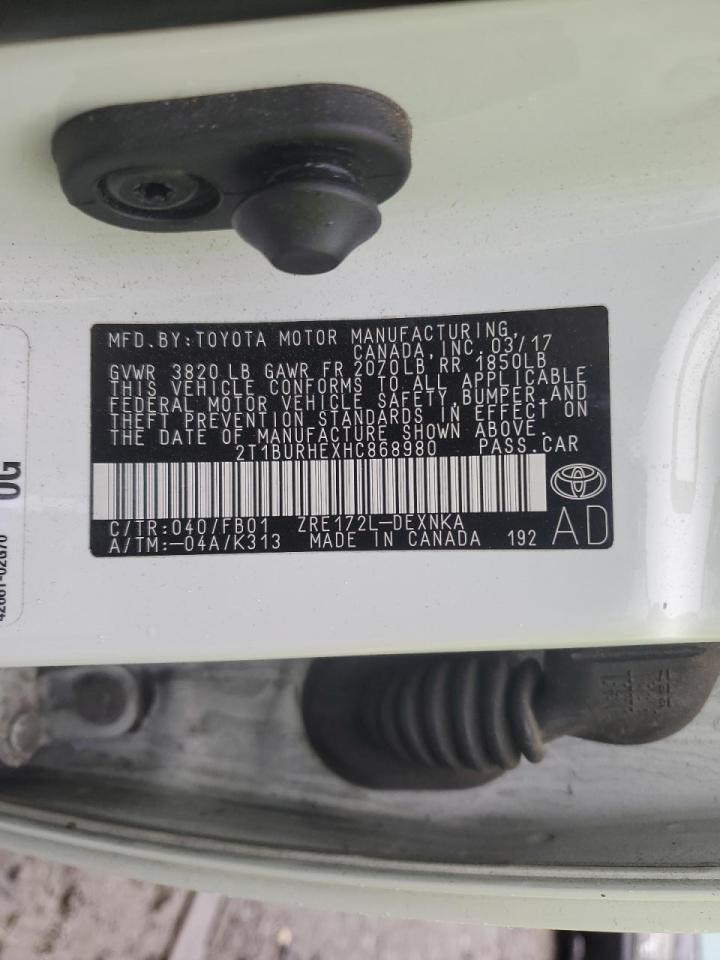 MFD.BY:TOYOTA MOTOR MANUFACTURING,
CANADA,INC. 03/17
GVWR 3820 LB GAWR FR 2070LB, RR 1850LB
THIS VEHICLE CONFORMS TO ALL APPLICABLE
FEDERAL MOTOR VEHICLE SAFETY,BUMPER,AND
THEFT PREVENTION STANDARDS IN EFFECT ON
THE DATE OF MANUFACTURE SHOWN ABOVE.
2T1BURHEXHC868980 PASS.CAR
C/TR:040/FB01 ZRE172L-DEXNKA
A/TM:-04A/K313 MADE IN CANADA 192
AD
0G